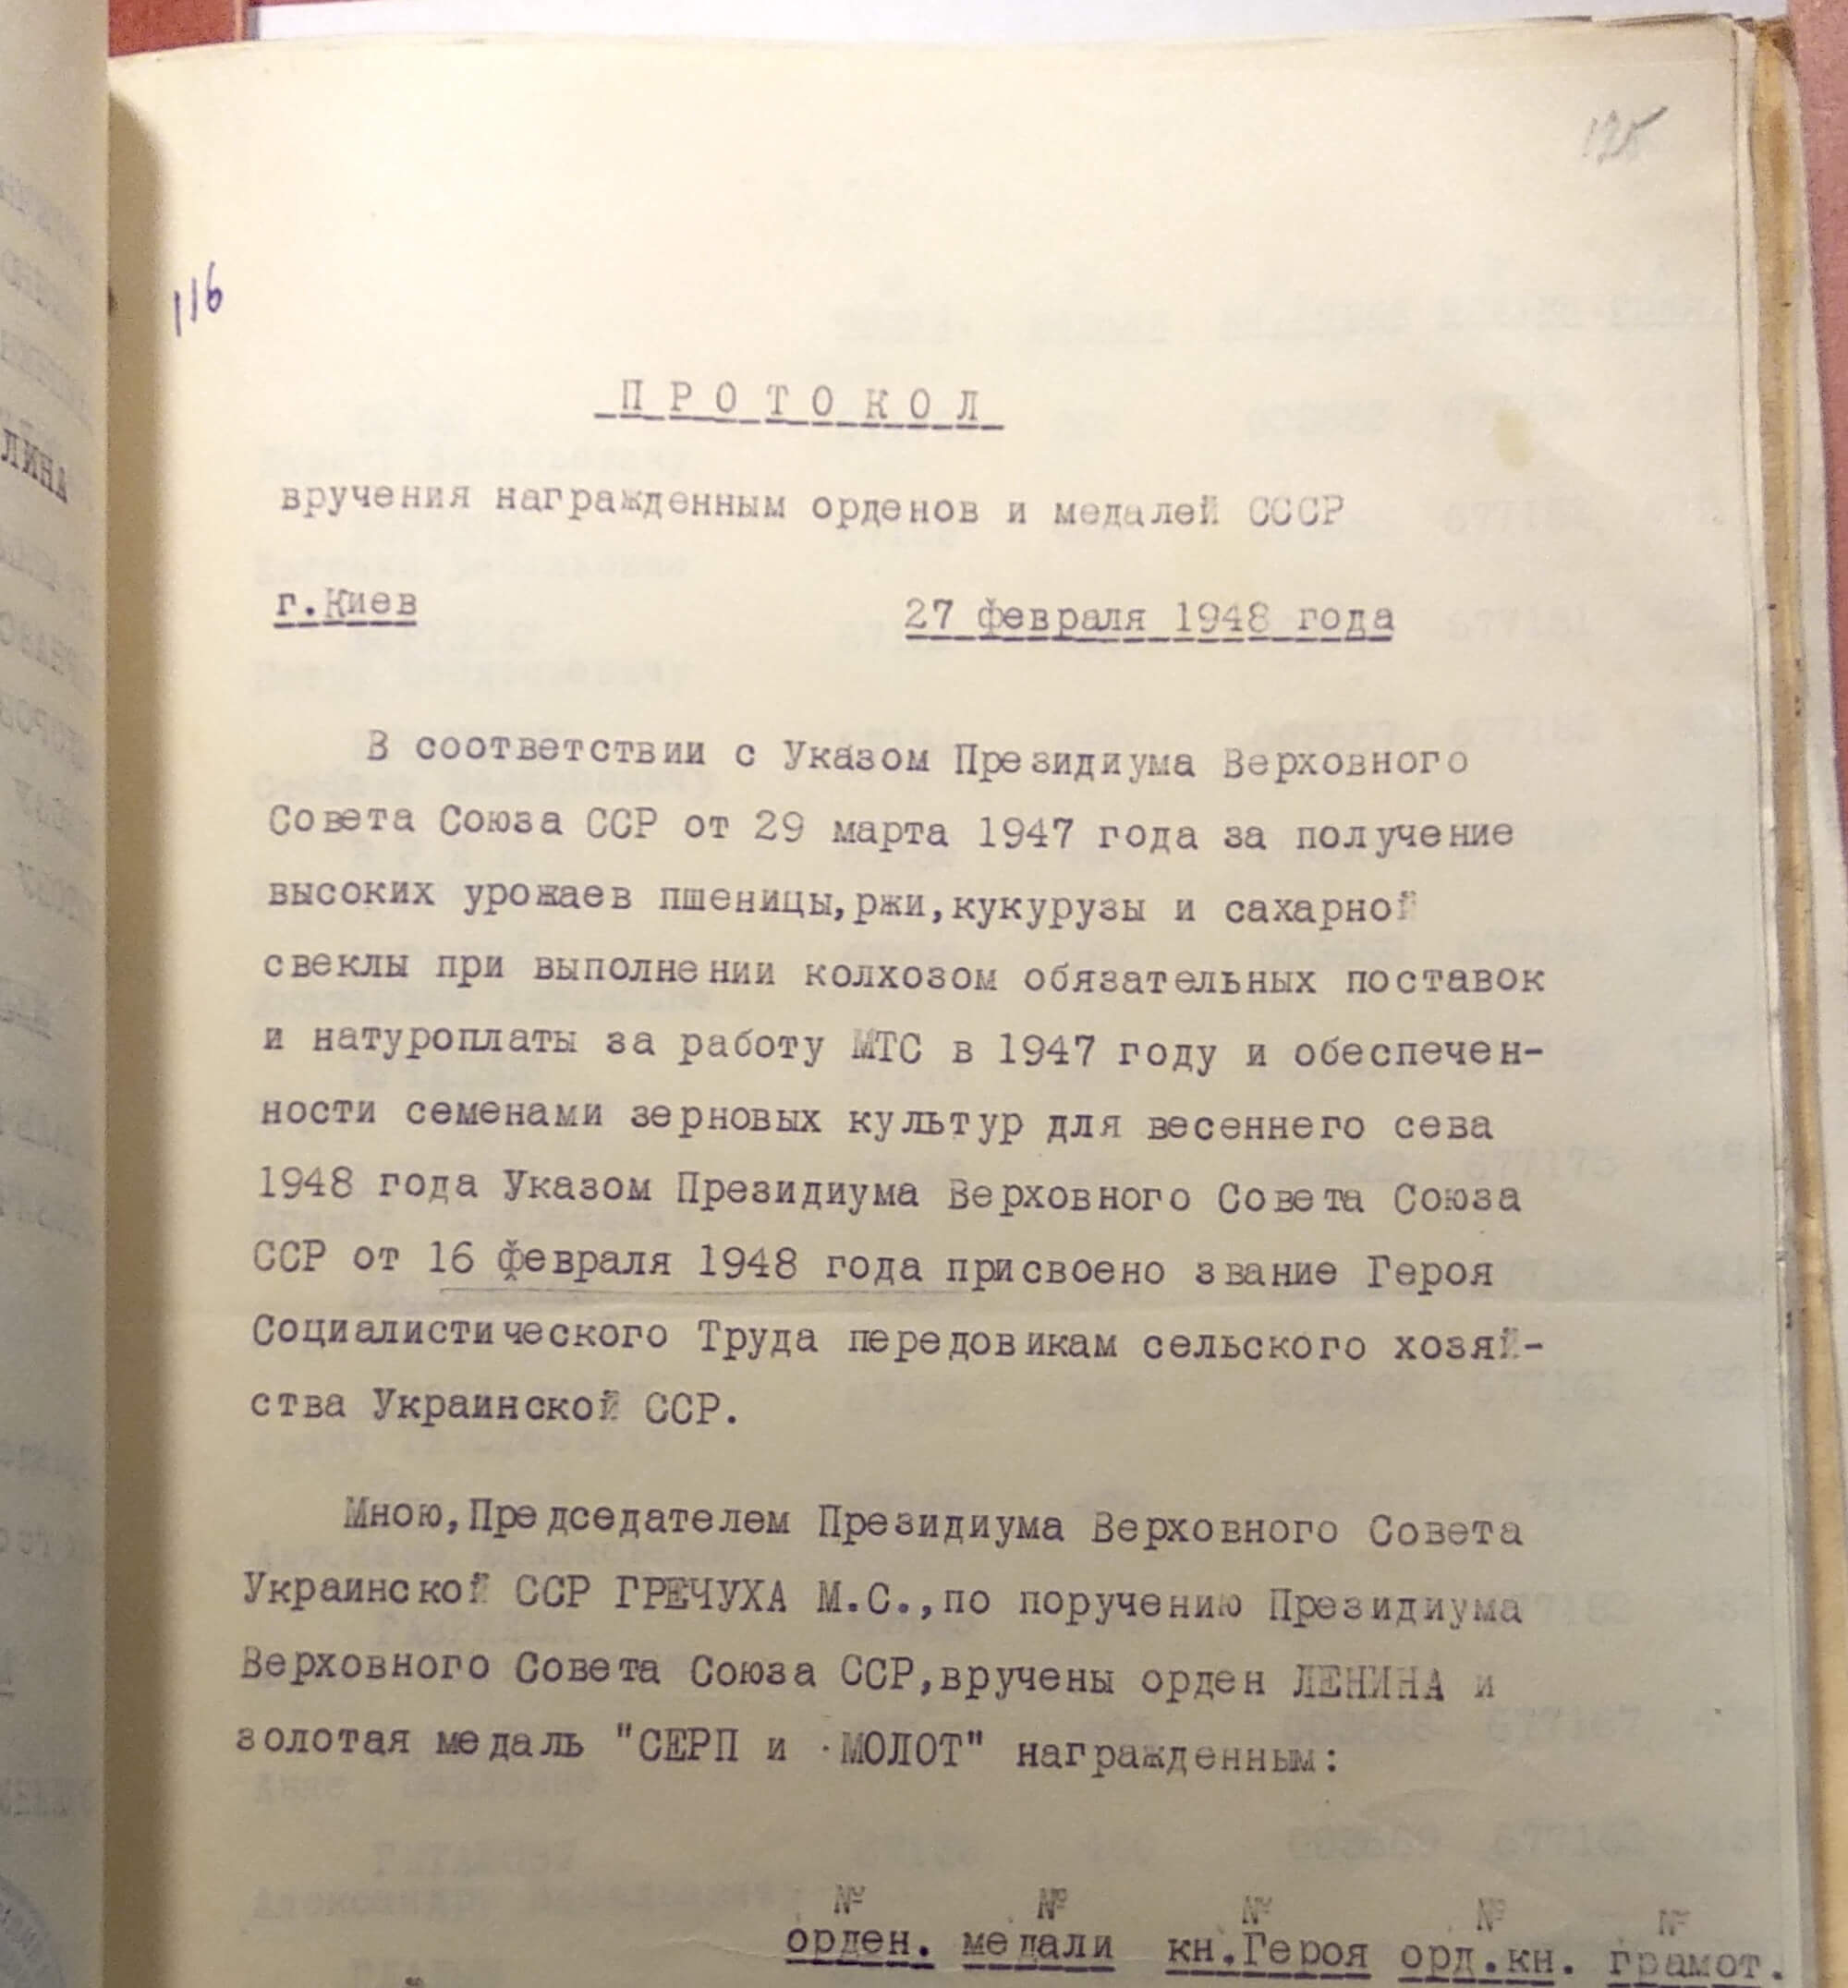 125
116
ПРОТОКОЛ
вручения награжденным орденов и медалей СССР
г.Киев 27 февраля 1948 года
В соответствии с Указом Президиума Верховного
Совета Союза ССР от 29 марта 1947 года за получение
высоких урожаев пшеницы,ржи,кукурузы и сахарной
свеклы при выполнении колхозом обязательных поставок
и натуроплаты за работу МТС в 1947 году и обеспечен-
ности семенами зерновых культур для весеннего сева
1948 года Указом Президиума Верховного Совета Союза
ССР от 16 февраля 1948 года присвоено звание Героя
Социалистического Труда передовикам сельского хозяй-
ства Украинской ССР.
Мною,Председателем Президиума Верховного Совета
Украинской ССР ГРЕЧУХА М.С.,по поручению Президиума
Верховного Совета Союза ССР,вручены орден ЛЕНИНА и
золотая медаль "СЕРП и МОЛОТ" награжденным:
№ № № № №
орден. медали кн.Героя орд.кн. грамот.